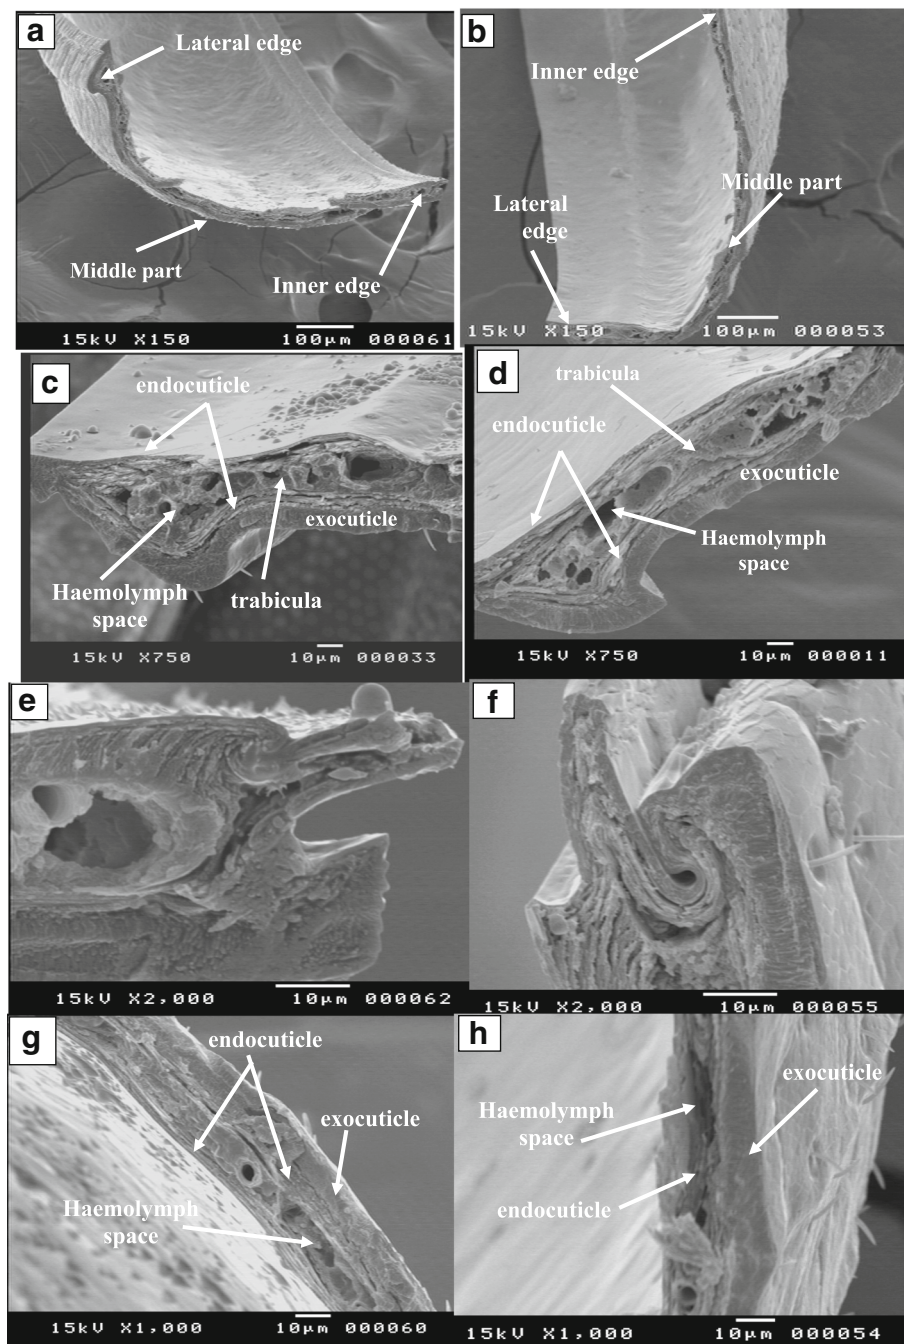 a
Lateral edge
Middle part
Inner edge
15kV X150 100µm 000061
b
Inner edge
Middle part
Lateral
edge
15kV X150 100µm 000053
c
endocuticle
exocuticle
Haemolymph
space
trabicula
15kV X750 10µm 000033
d
trabicula
endocuticle
exocuticle
Haemolymph
space
15kV X750 10µm 000011
e
15kV X2,000 10µm 000062
f
15kV X2,000 10µm 000055
g
endocuticle
exocuticle
Haemolymph
space
15kV X1,000 10µm 000060
h
exocuticle
Haemolymph
space
endocuticle
15kV X1,000 10µm 000054